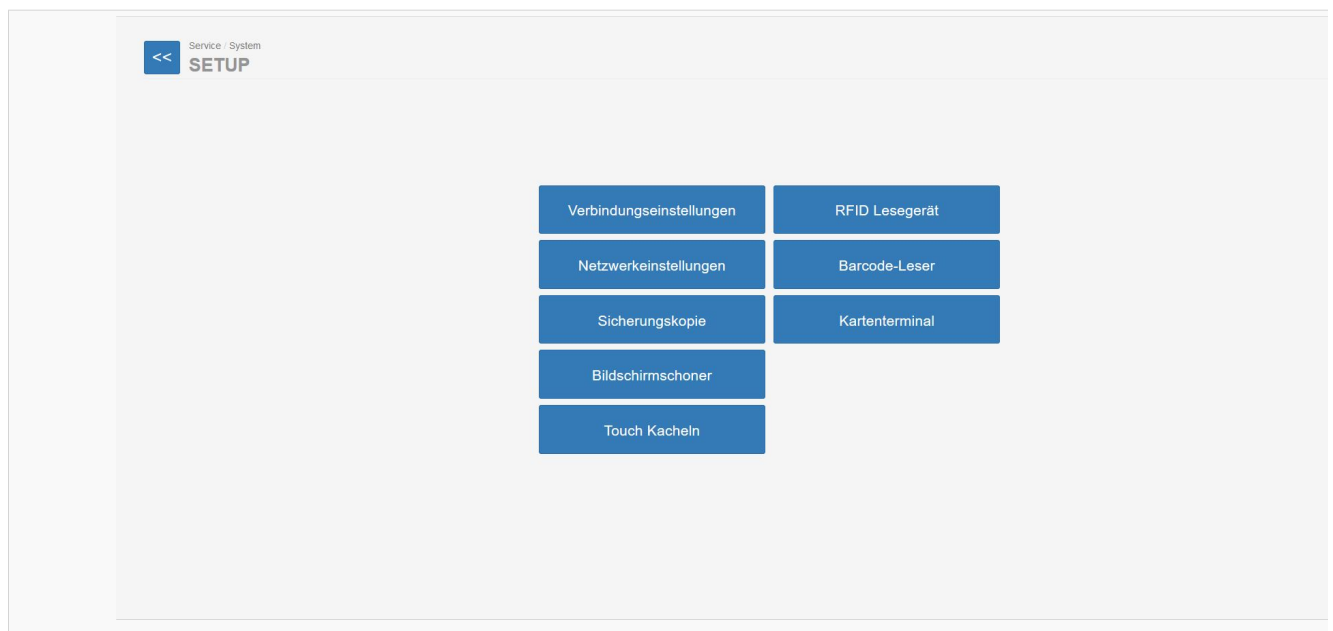 <<
Service / System
SETUP
Verbindungseinstellungen
RFID Lesegerät
Netzwerkeinstellungen
Barcode-Leser
Sicherungskopie
Kartenterminal
Bildschirmschoner
Touch Kacheln